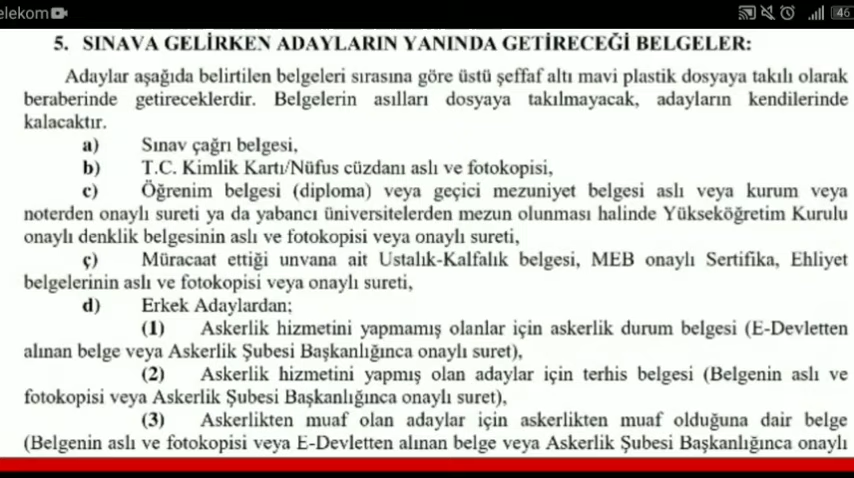 elekom
46
5. SINAVA GELİRKEN ADAYLARIN YANINDA GETİRECEĞİ BELGELER:
Adaylar aşağıda belirtilen belgeleri sırasına göre üstü şeffaf altı mavi plastik dosyaya takılı olarak
beraberinde getireceklerdir. Belgelerin asılları dosyaya takılmayacak, adayların kendilerinde
kalacaktır.
a) Sınav çağrı belgesi,
b) T.C. Kimlik Kartı/Nüfus cüzdanı aslı ve fotokopisi,
c) Öğrenim belgesi (diploma) veya geçici mezuniyet belgesi aslı veya kurum veya
noterden onaylı sureti ya da yabancı üniversitelerden mezun olunması halinde Yükseköğretim Kurulu
onaylı denklik belgesinin aslı ve fotokopisi veya onaylı sureti,
ç) Müracaat ettiği unvana ait Ustalık-Kalfalık belgesi, MEB onaylı Sertifika, Ehliyet
belgelerinin aslı ve fotokopisi veya onaylı sureti,
d) Erkek Adaylardan;
(1) Askerlik hizmetini yapmamış olanlar için askerlik durum belgesi (E-Devletten
alınan belge veya Askerlik Şubesi Başkanlığınca onaylı suret),
(2) Askerlik hizmetini yapmış olan adaylar için terhis belgesi (Belgenin aslı ve
fotokopisi veya Askerlik Şubesi Başkanlığınca onaylı suret),
(3) Askerlikten muaf olan adaylar için askerlikten muaf olduğuna dair belge
(Belgenin aslı ve fotokopisi veya E-Devletten alınan belge veya Askerlik Şubesi Başkanlığınca onaylı